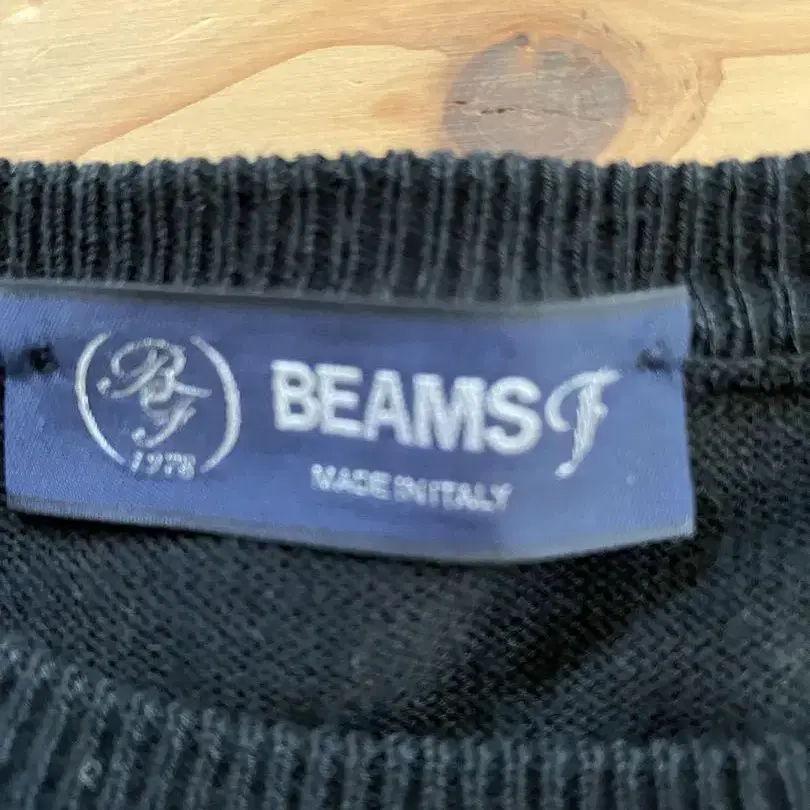 BF
1978
BEAMS F
MADE IN ITALY